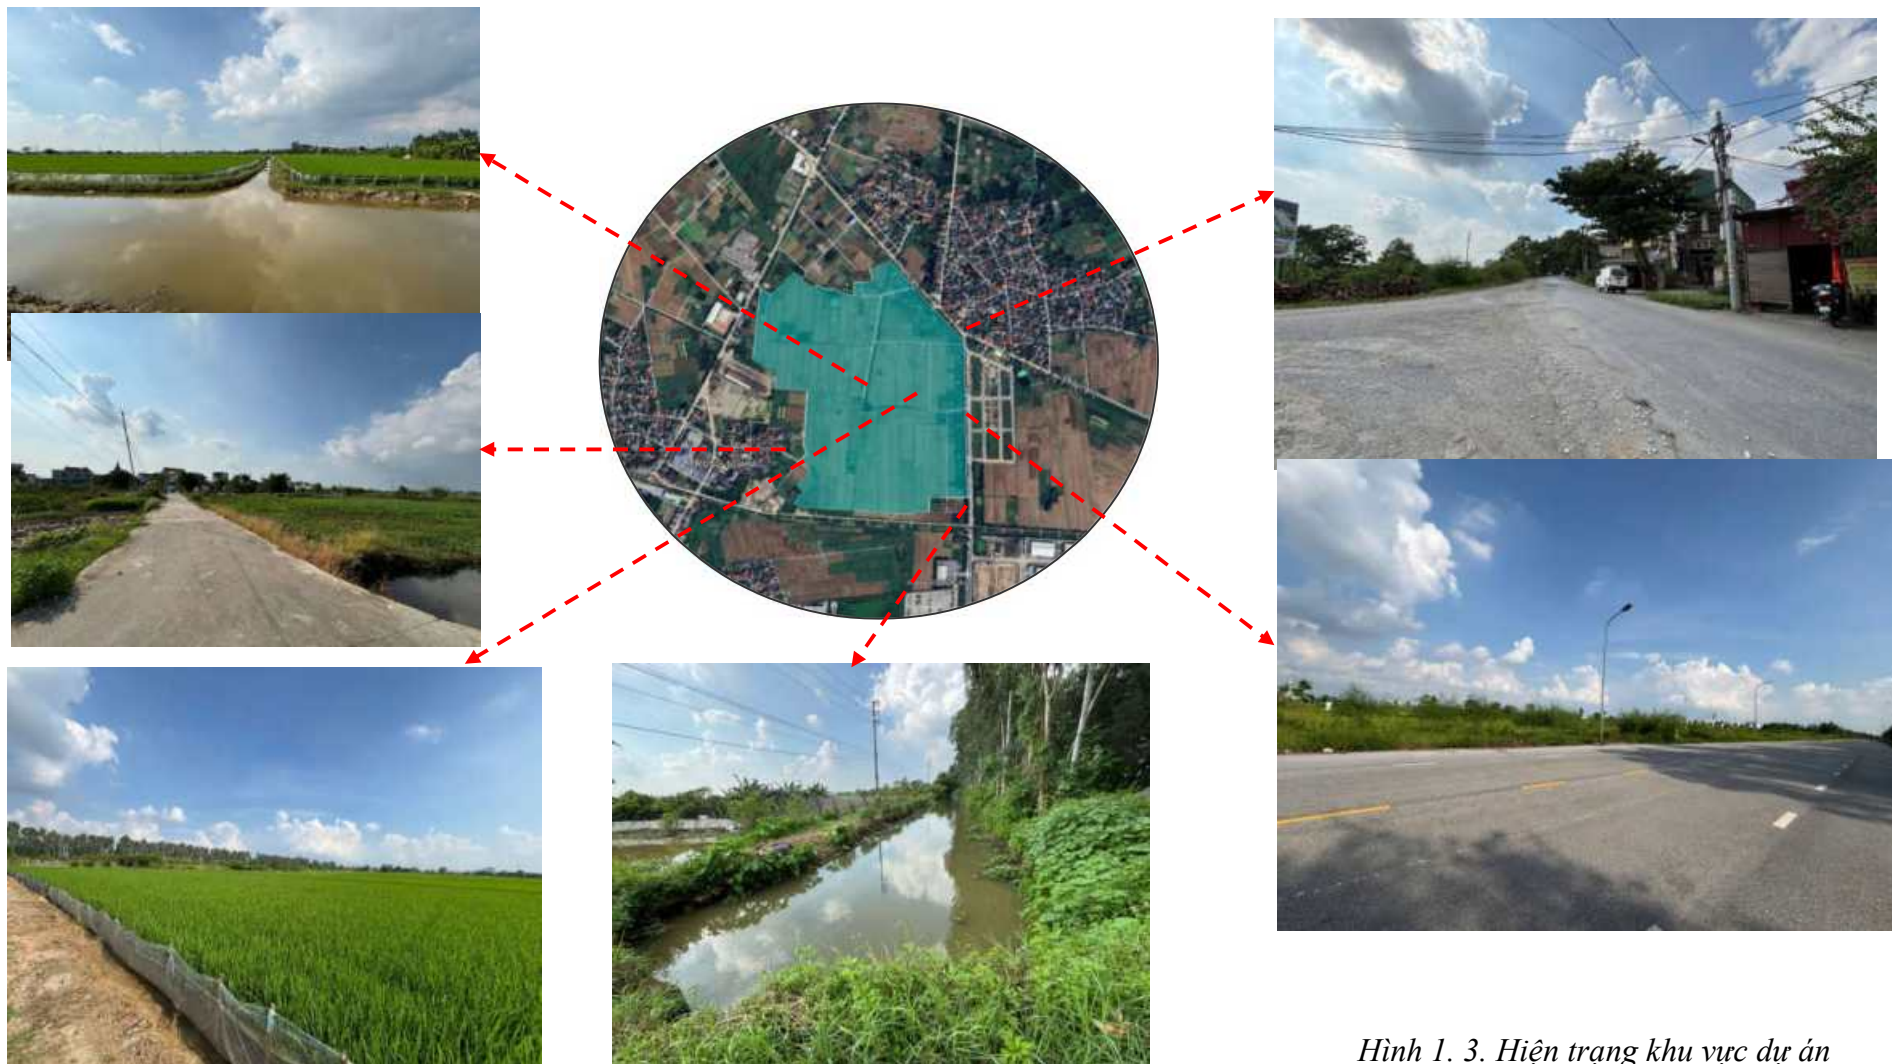 Hình 1. 3. Hiện trạng khu vực dự án